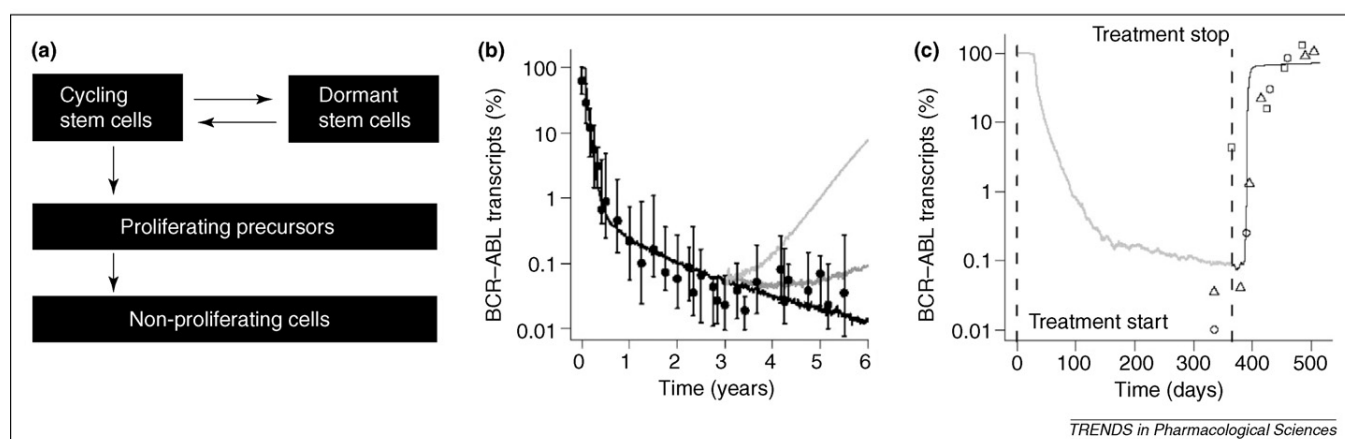 (a)
Cycling
stem cells
Dormant
stem cells
Proliferating precursors
Non-proliferating cells
(b)
BCR–ABL transcripts (%)
100
10
1
0.1
0.01
0 1 2 3 4 5 6
Time (years)
(c)
Treatment stop
BCR–ABL transcripts (%)
100
10
1
0.1
0.01
Treatment start
0 100 200 300 400 500
Time (days)
TRENDS in Pharmacological Sciences